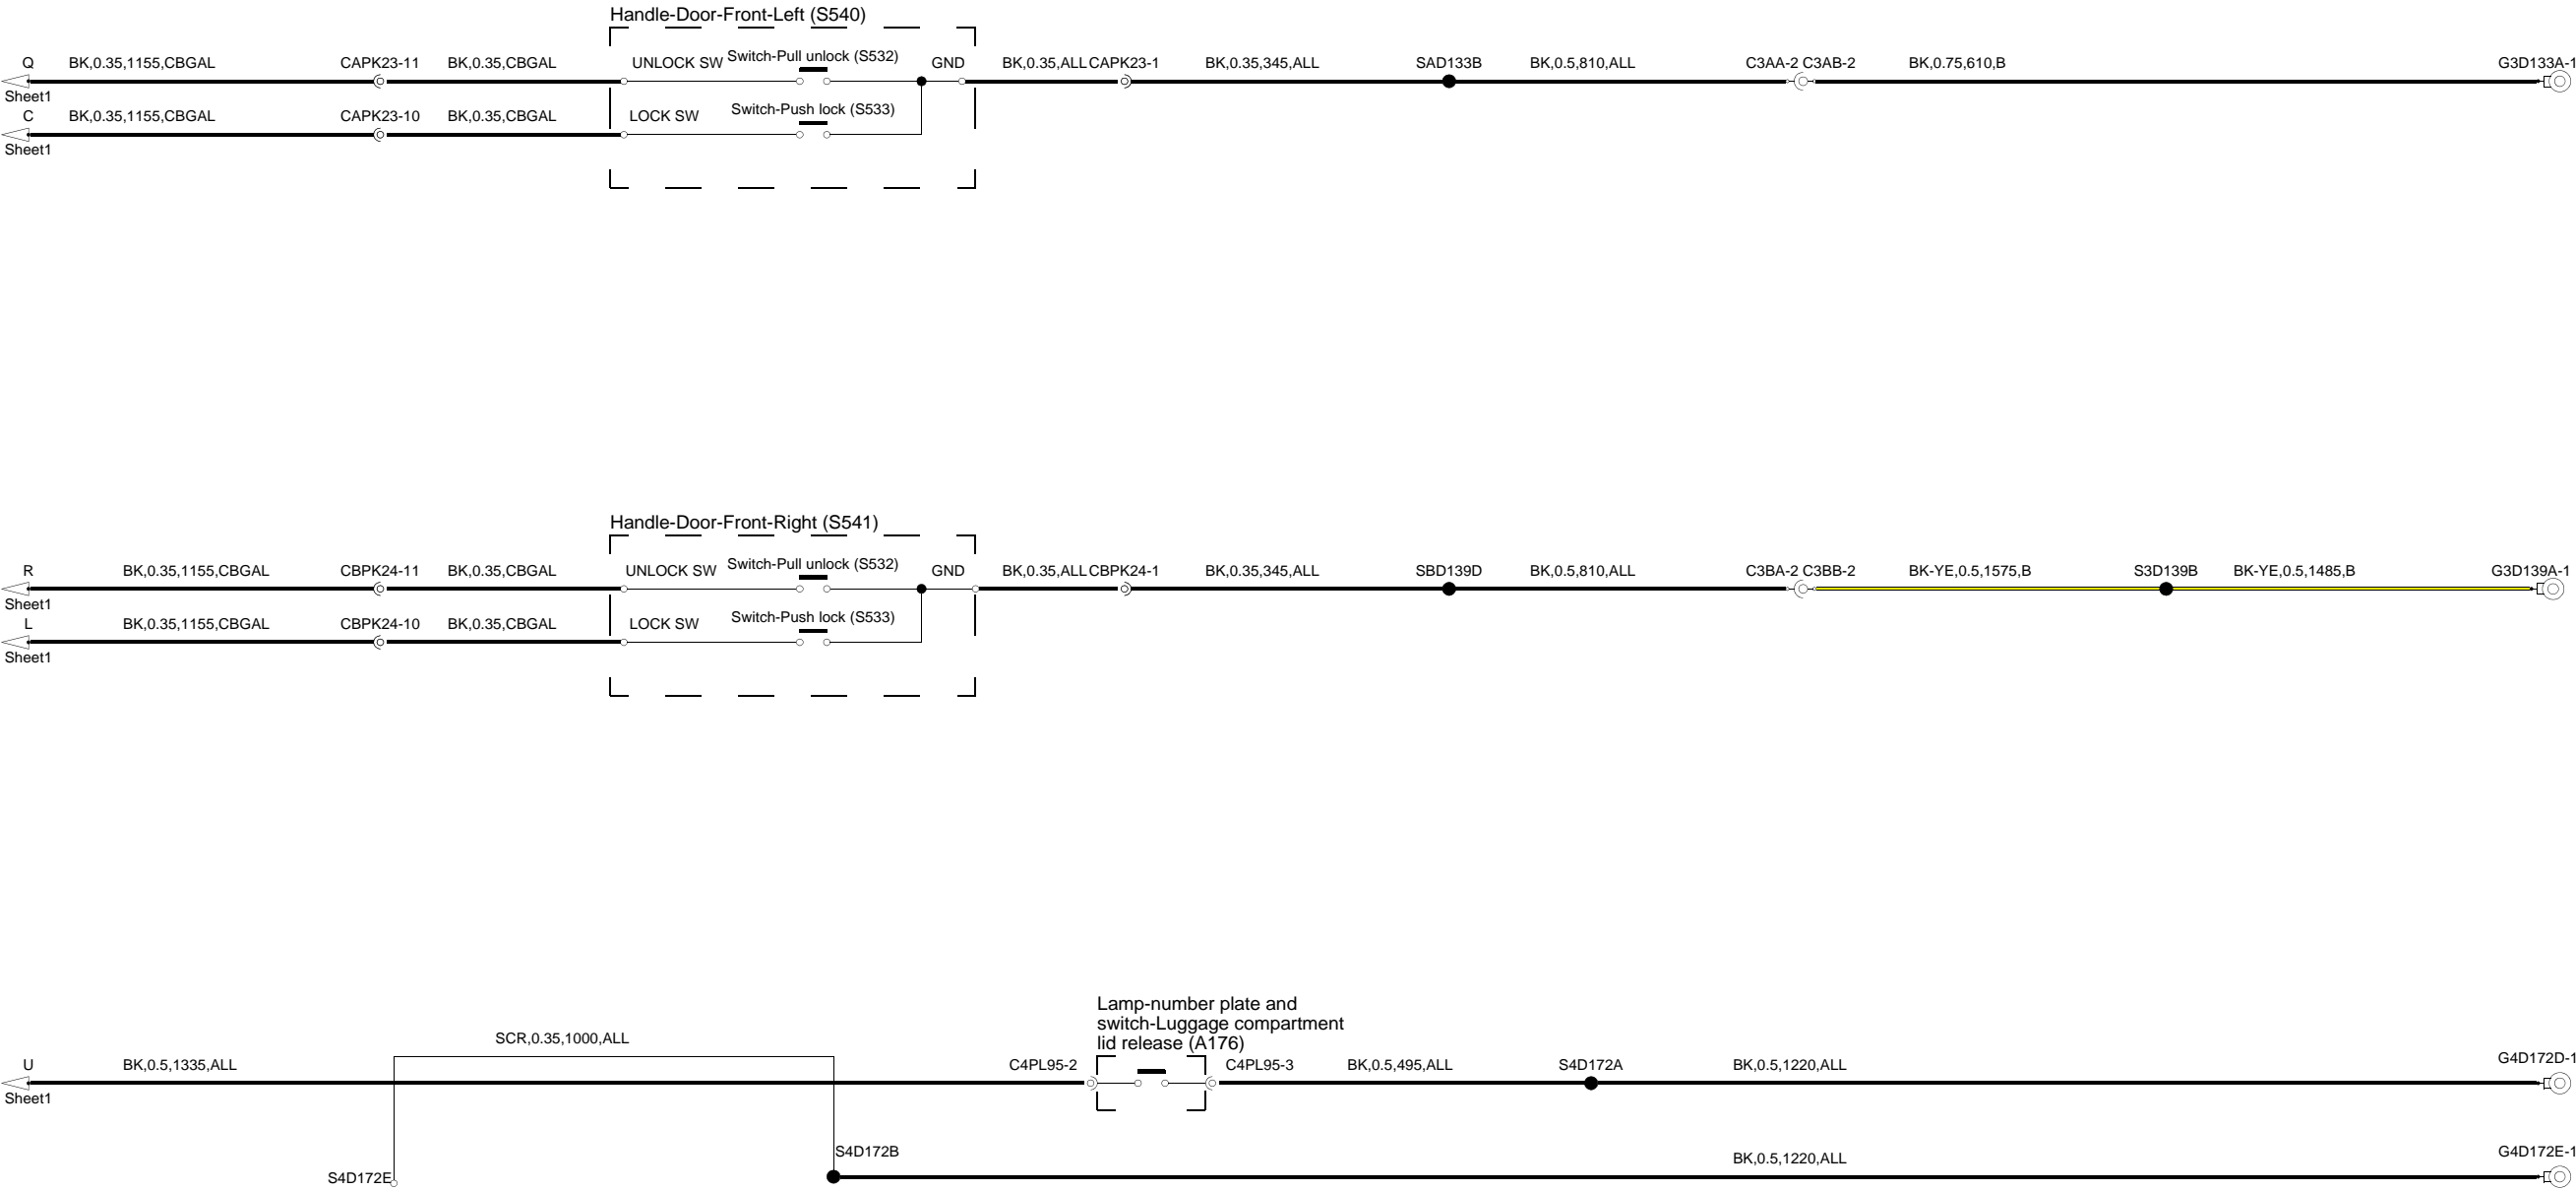 Handle-Door-Front-Left (S540)
Q BK,0.35,1155,CBGAL CAPK23-11 BK,0.35,CBGAL UNLOCK SW Switch-Pull unlock (S532) GND BK,0.35,ALL CAPK23-1 BK,0.35,345,ALL SAD133B BK,0.5,810,ALL C3AA-2 C3AB-2 BK,0.75,610,B G3D133A-1
Sheet1
C BK,0.35,1155,CBGAL CAPK23-10 BK,0.35,CBGAL LOCK SW Switch-Push lock (S533)
Sheet1
Handle-Door-Front-Right (S541)
R BK,0.35,1155,CBGAL CBPK24-11 BK,0.35,CBGAL UNLOCK SW Switch-Pull unlock (S532) GND BK,0.35,ALL CBPK24-1 BK,0.35,345,ALL SBD139D BK,0.5,810,ALL C3BA-2 C3BB-2 BK-YE,0.5,1575,B S3D139B BK-YE,0.5,1485,B G3D139A-1
Sheet1
L BK,0.35,1155,CBGAL CBPK24-10 BK,0.35,CBGAL LOCK SW Switch-Push lock (S533)
Sheet1
Lamp-number plate and
switch-Luggage compartment
lid release (A176)
SCR,0.35,1000,ALL
U BK,0.5,1335,ALL C4PL95-2 C4PL95-3 BK,0.5,495,ALL S4D172A BK,0.5,1220,ALL G4D172D-1
Sheet1
S4D172B BK,0.5,1220,ALL G4D172E-1
S4D172E